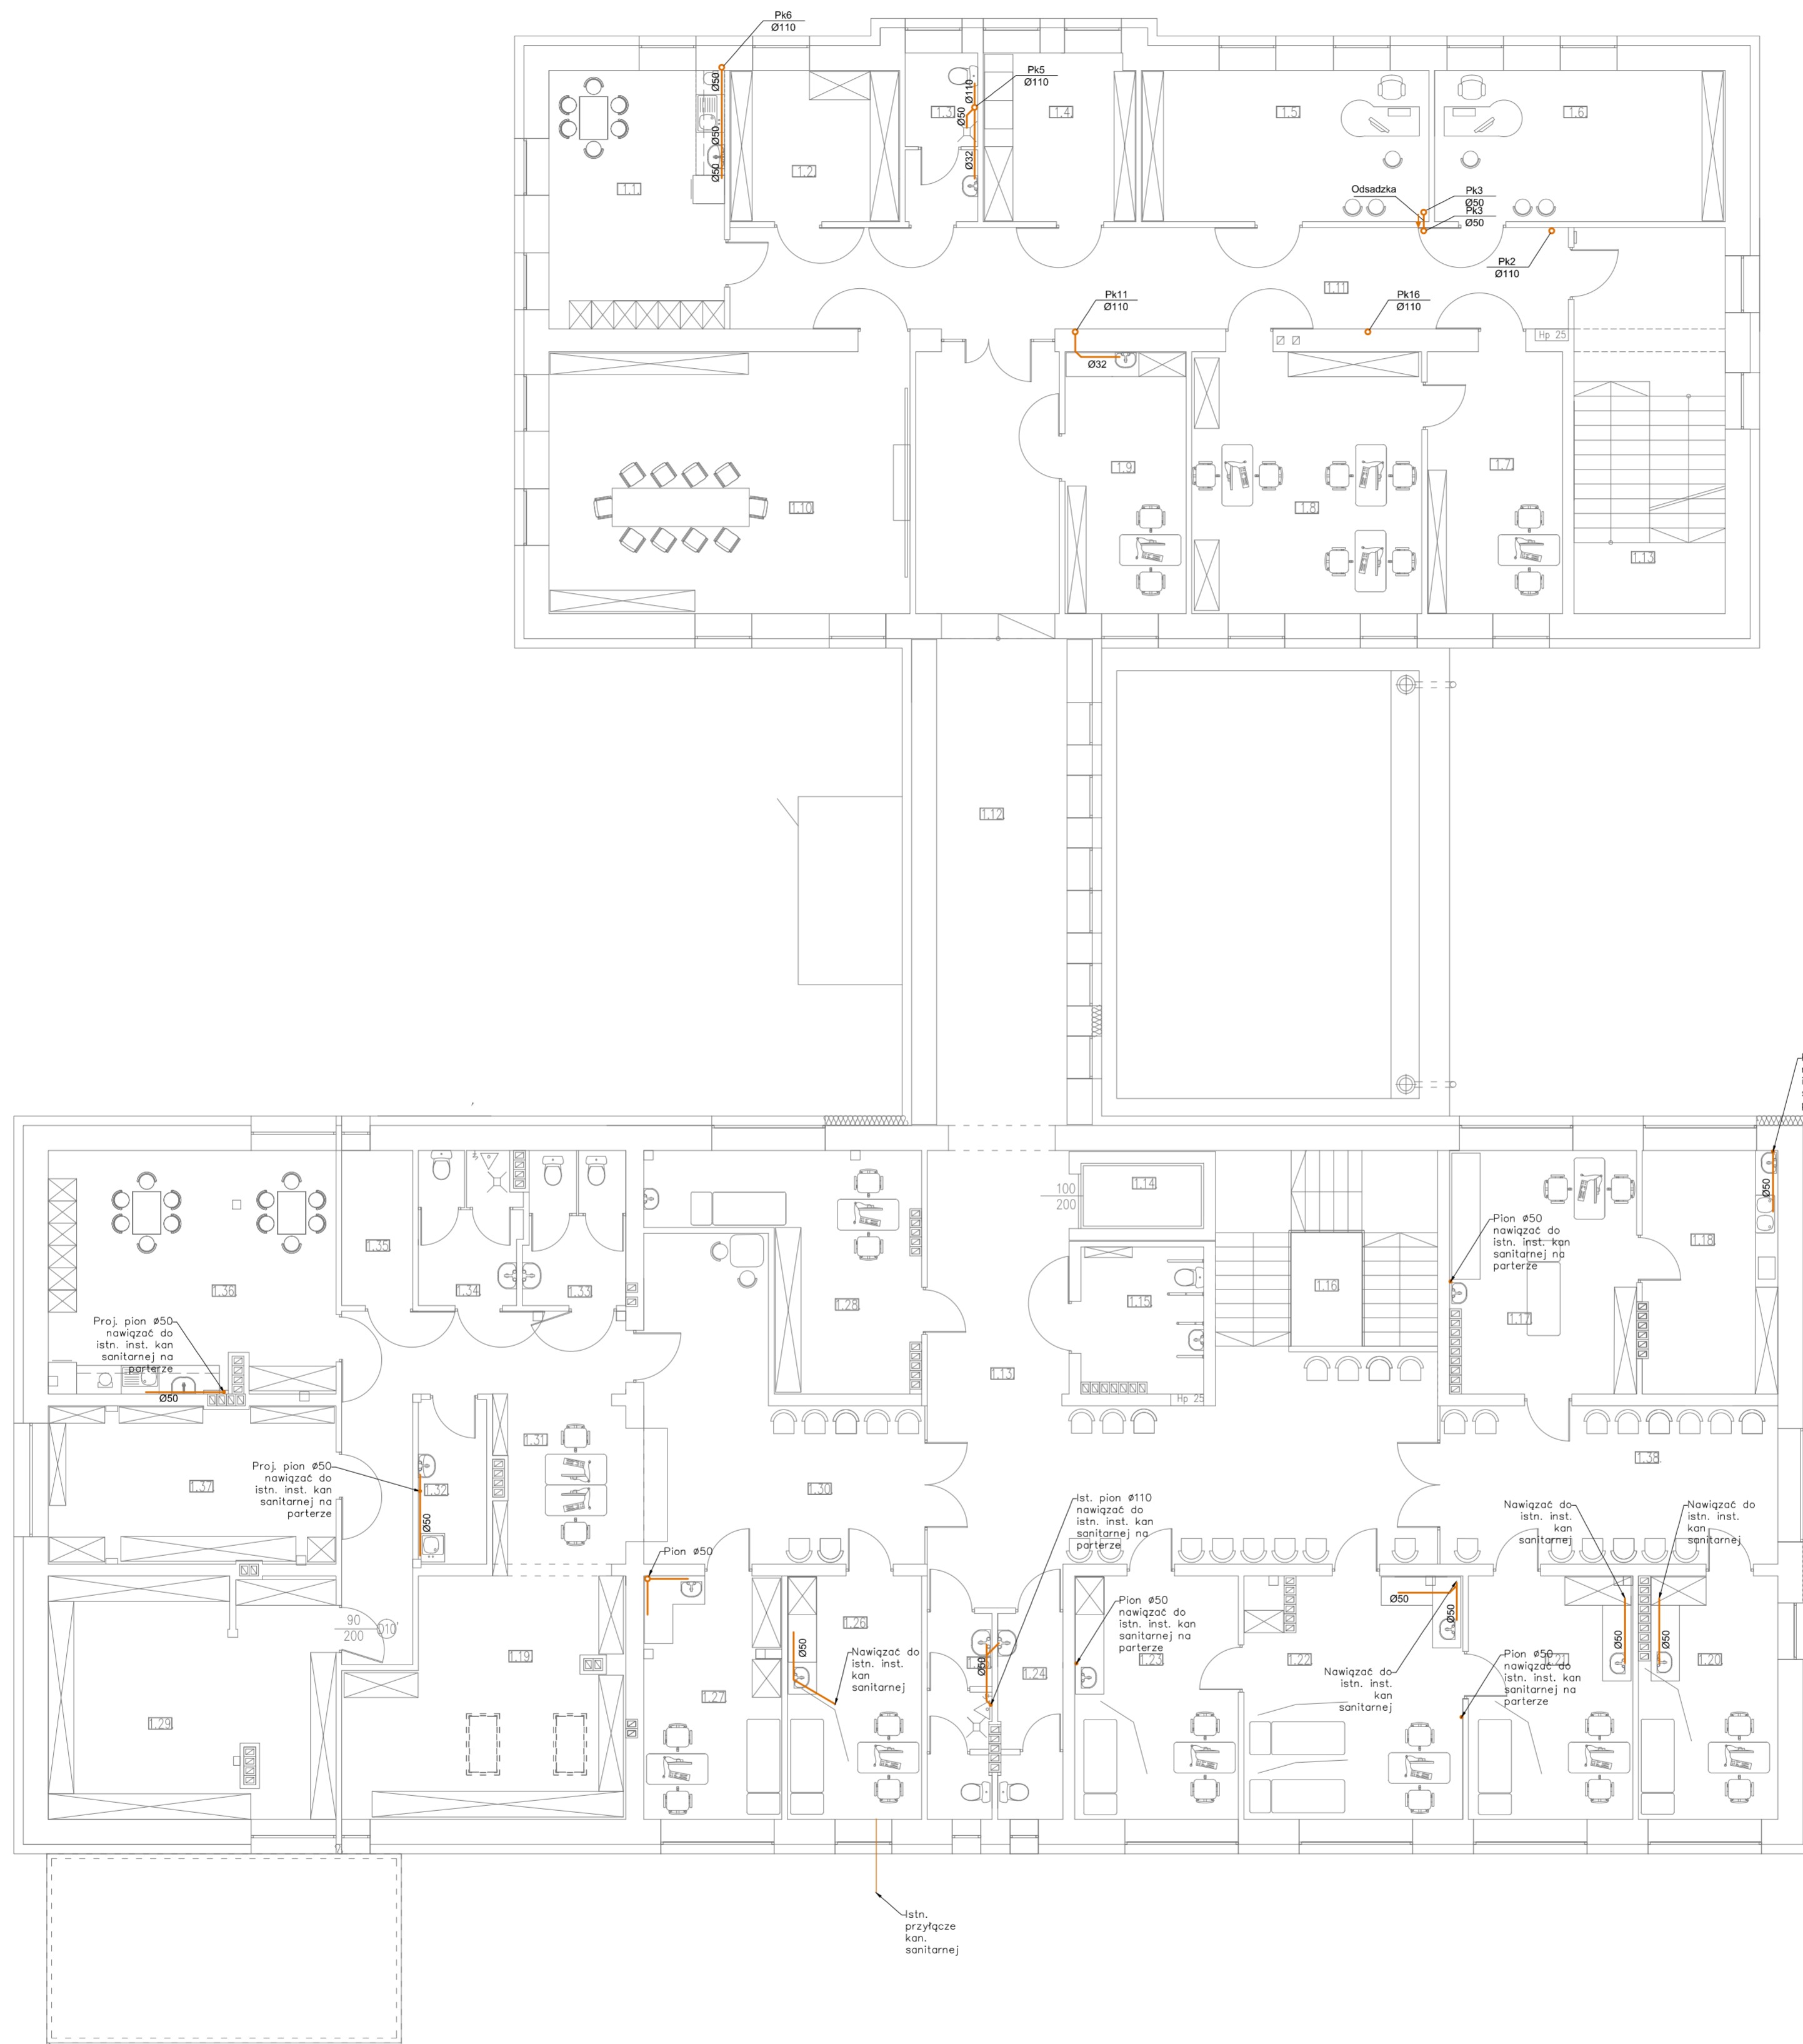 Pk6
Ø110
Ø50
Ø50
Ø50
Pk5
Ø110
Ø110
Ø50
Ø32
1.1
1.2
1.3
1.4
1.5
1.6
Odsadzka
Pk3
Ø50
Pk3
Ø50
Pk2
Ø110
Pk11
Ø110
Pk16
Ø110
1.11
Hp 25
Ø32
1.9
1.7
1.10
1.8
1.13
1.12
1.35
1.34
1.33
1.36
1.28
100
200
1.14
1.15
1.16
1.13
Hp 25
Pion ø50
nawiązać do
istn. inst. kan
sanitarnej na
parterze
1.17
1.18
Ø50
Proj. pion ø50
nawiązać do
istn. inst. kan
sanitarnej na
parterze
Ø50
1.37
Proj. pion ø50
nawiązać do
istn. inst. kan
sanitarnej na
parterze
1.32
Ø50
1.31
1.30
1.38
Ist. pion ø110
nawiązać do
istn. inst. kan
sanitarnej na
parterze
Nawiązać do
istn. inst.
kan
sanitarnej
Nawiązać do
istn. inst.
kan
sanitarnej
Pion ø50
90
200
D10'
1.19
1.29
1.27
1.26
Ø50
Nawiązać do
istn. inst.
kan
sanitarnej
Ø50
1.24
Pion ø50
nawiązać do
istn. inst. kan
sanitarnej na
parterze
1.23
1.22
Ø50
Ø50
Nawiązać do
istn. inst.
kan
sanitarnej
Pion ø50
nawiązać do
istn. inst. kan
sanitarnej na
parterze
1.21
Ø50
Ø50
1.20
Istn.
przyłącze
kan.
sanitarnej